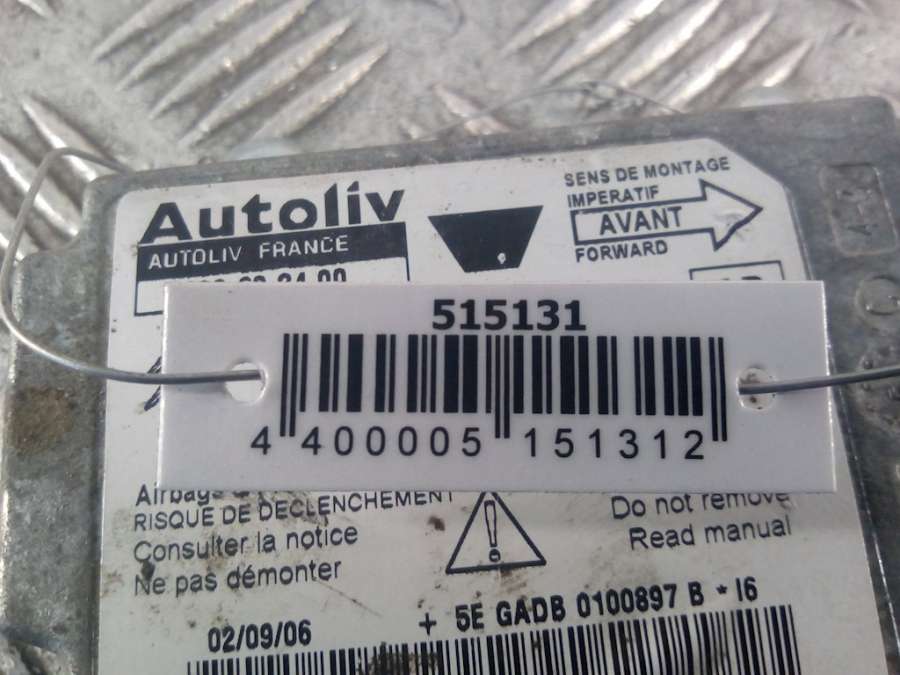 Autoliv
AUTOLIV FRANCE
SENS DE MONTAGE
IMPERATIF
AVANT
FORWARD
515131
4 400005 151312
RISQUE DE DECLENCHEMENT
Consulter la notice
Ne pas démonter
!
Do not remove
Read manual
02/09/06
+ 5E GADB 0100897 B * I6